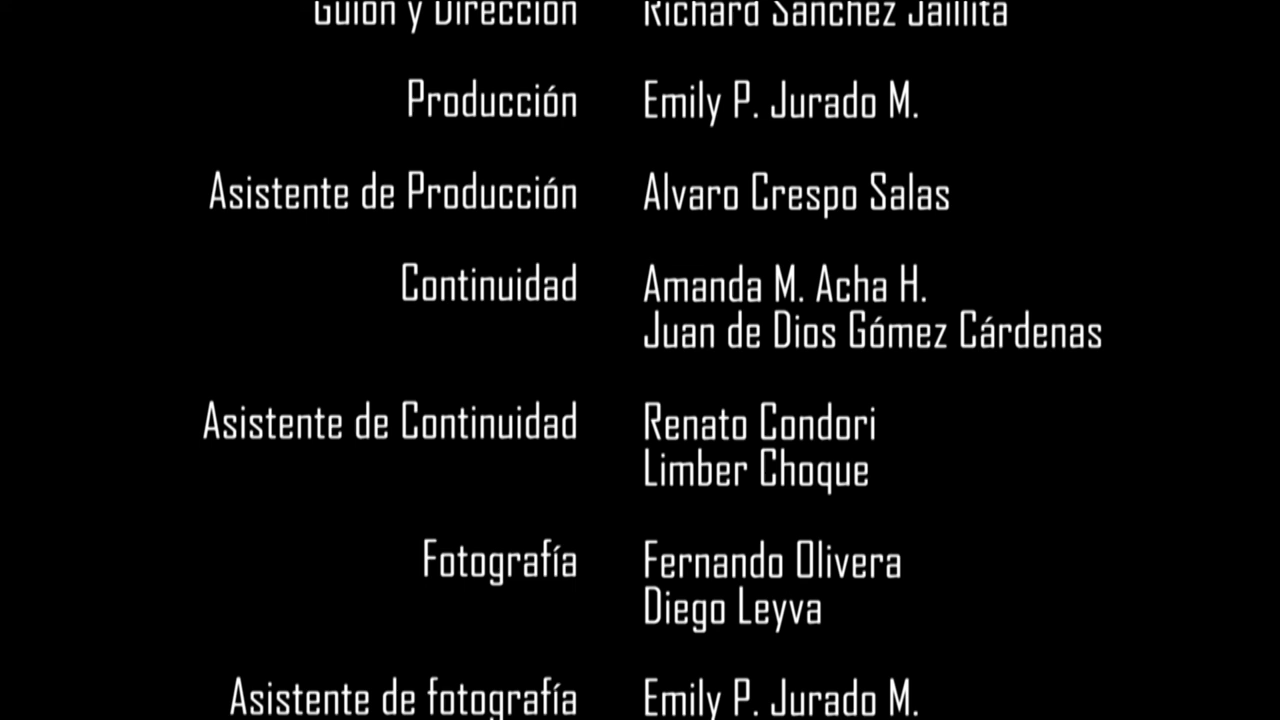 Guión y Dirección Richard Sánchez Jaillita
Producción Emily P. Jurado M.
Asistente de Producción Alvaro Crespo Salas
Continuidad Amanda M. Acha H.
Juan de Dios Gómez Cárdenas
Asistente de Continuidad Renato Condori
Limber Choque
Fotografía Fernando Olivera
Diego Leyva
Asistente de fotografía Emily P. Jurado M.